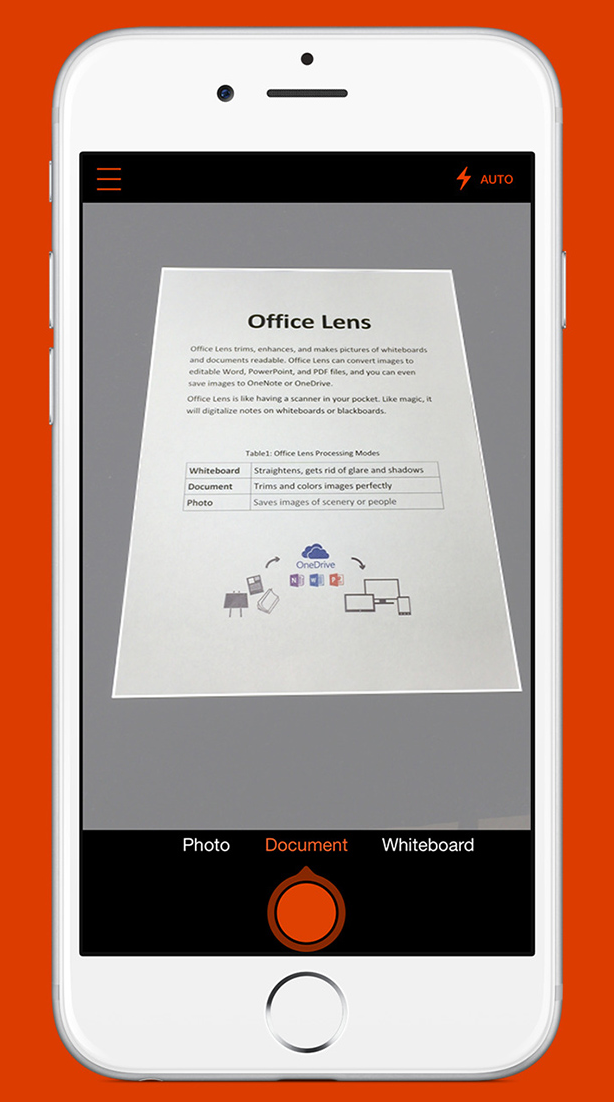 AUTO
Office Lens
Office Lens trims, enhances, and makes pictures of whiteboards
and documents readable. Office Lens can convert images to
editable Word, PowerPoint, and PDF files, and you can even
save images to OneNote or OneDrive.
Office Lens is like having a scanner in your pocket. Like magic, it
will digitalize notes on whiteboards or blackboards.
Table1: Office Lens Processing Modes
Whiteboard Straightens, gets rid of glare and shadows
Document Trims and colors images perfectly
Photo Saves images of scenery or people
OneDrive
N W P
Photo Document Whiteboard